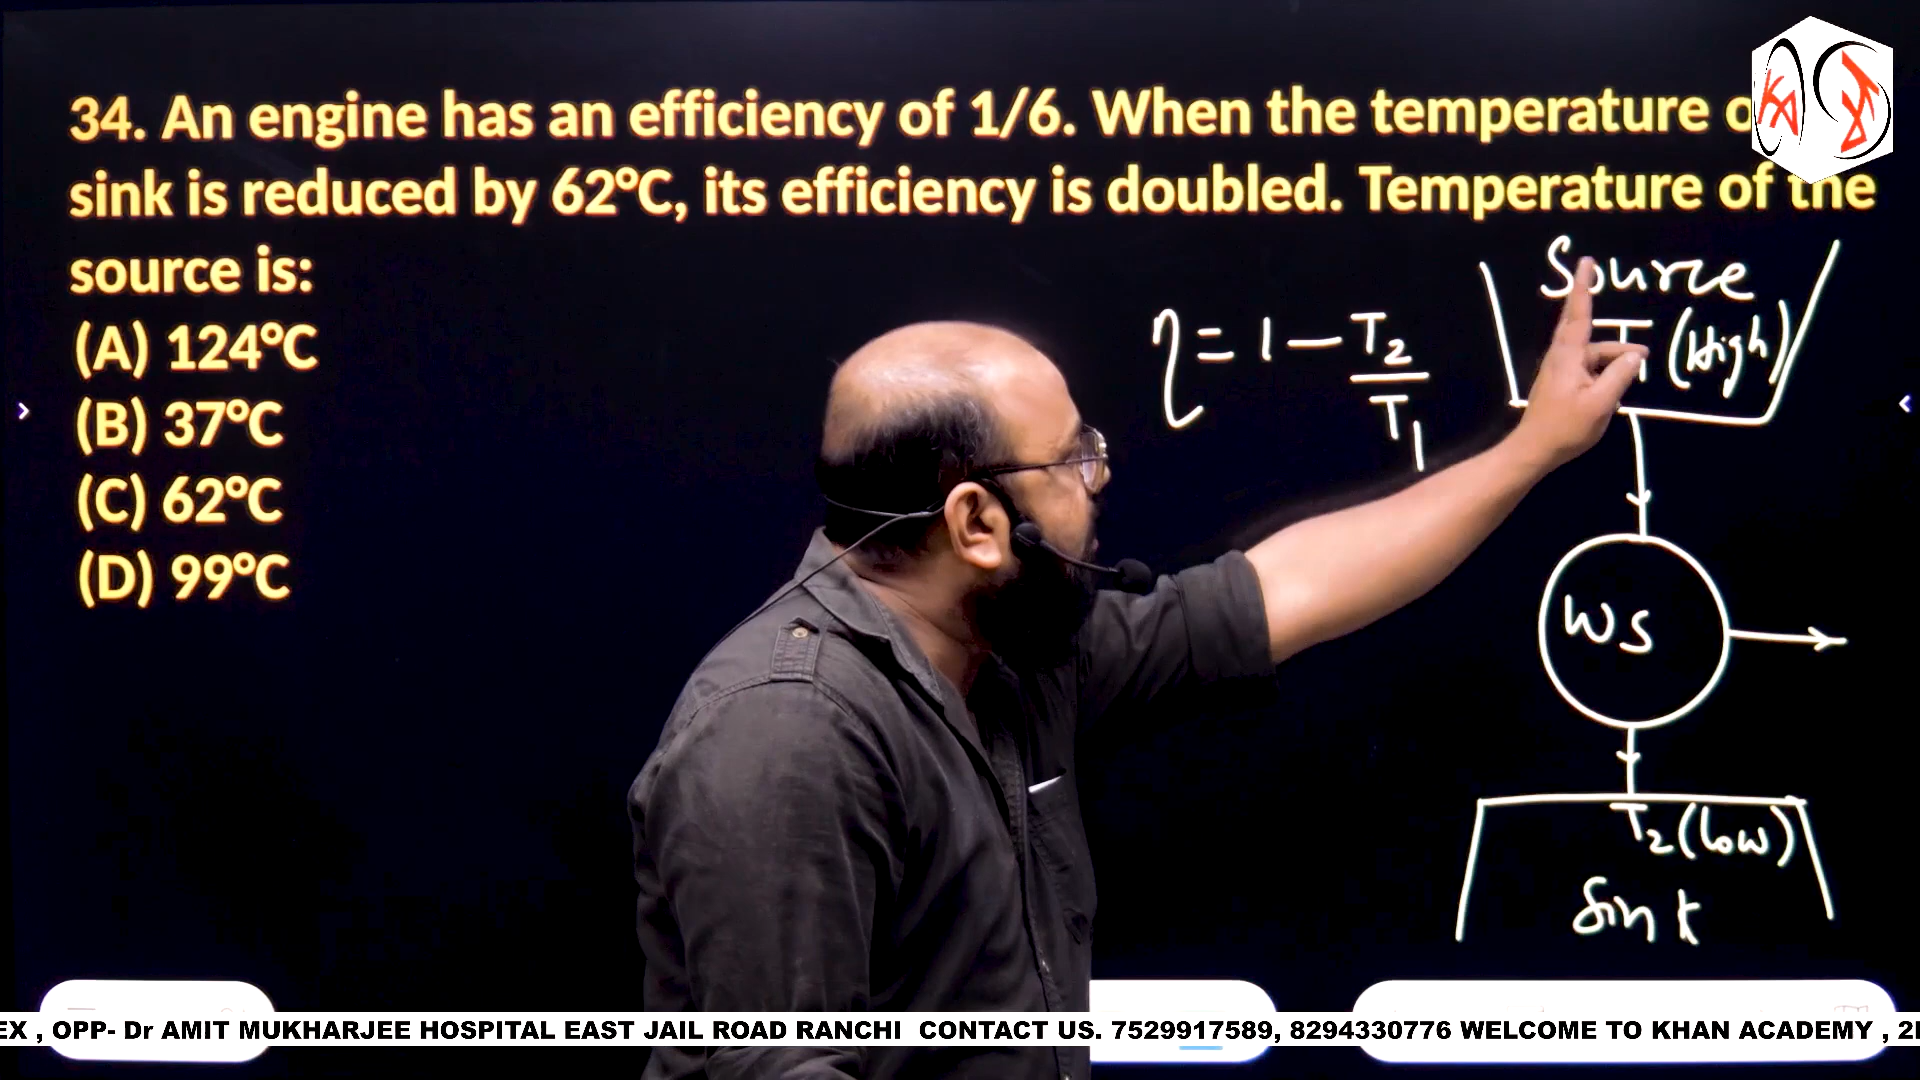 34. An engine has an efficiency of 1/6. When the temperature
sink is reduced by 62°C, its efficiency is doubled. Temperature of the
source is:
(A) 124°C
(B) 37°C
(C) 62°C
(D) 99°C
η = 1 - T2/T1
Source
T1 (High)
WS
T2 (Low)
Sink
EX , OPP- Dr AMIT MUKHARJEE HOSPITAL EAST JAIL ROAD RANCHI CONTACT US. 7529917589, 8294330776 WELCOME TO KHAN ACADEMY ,